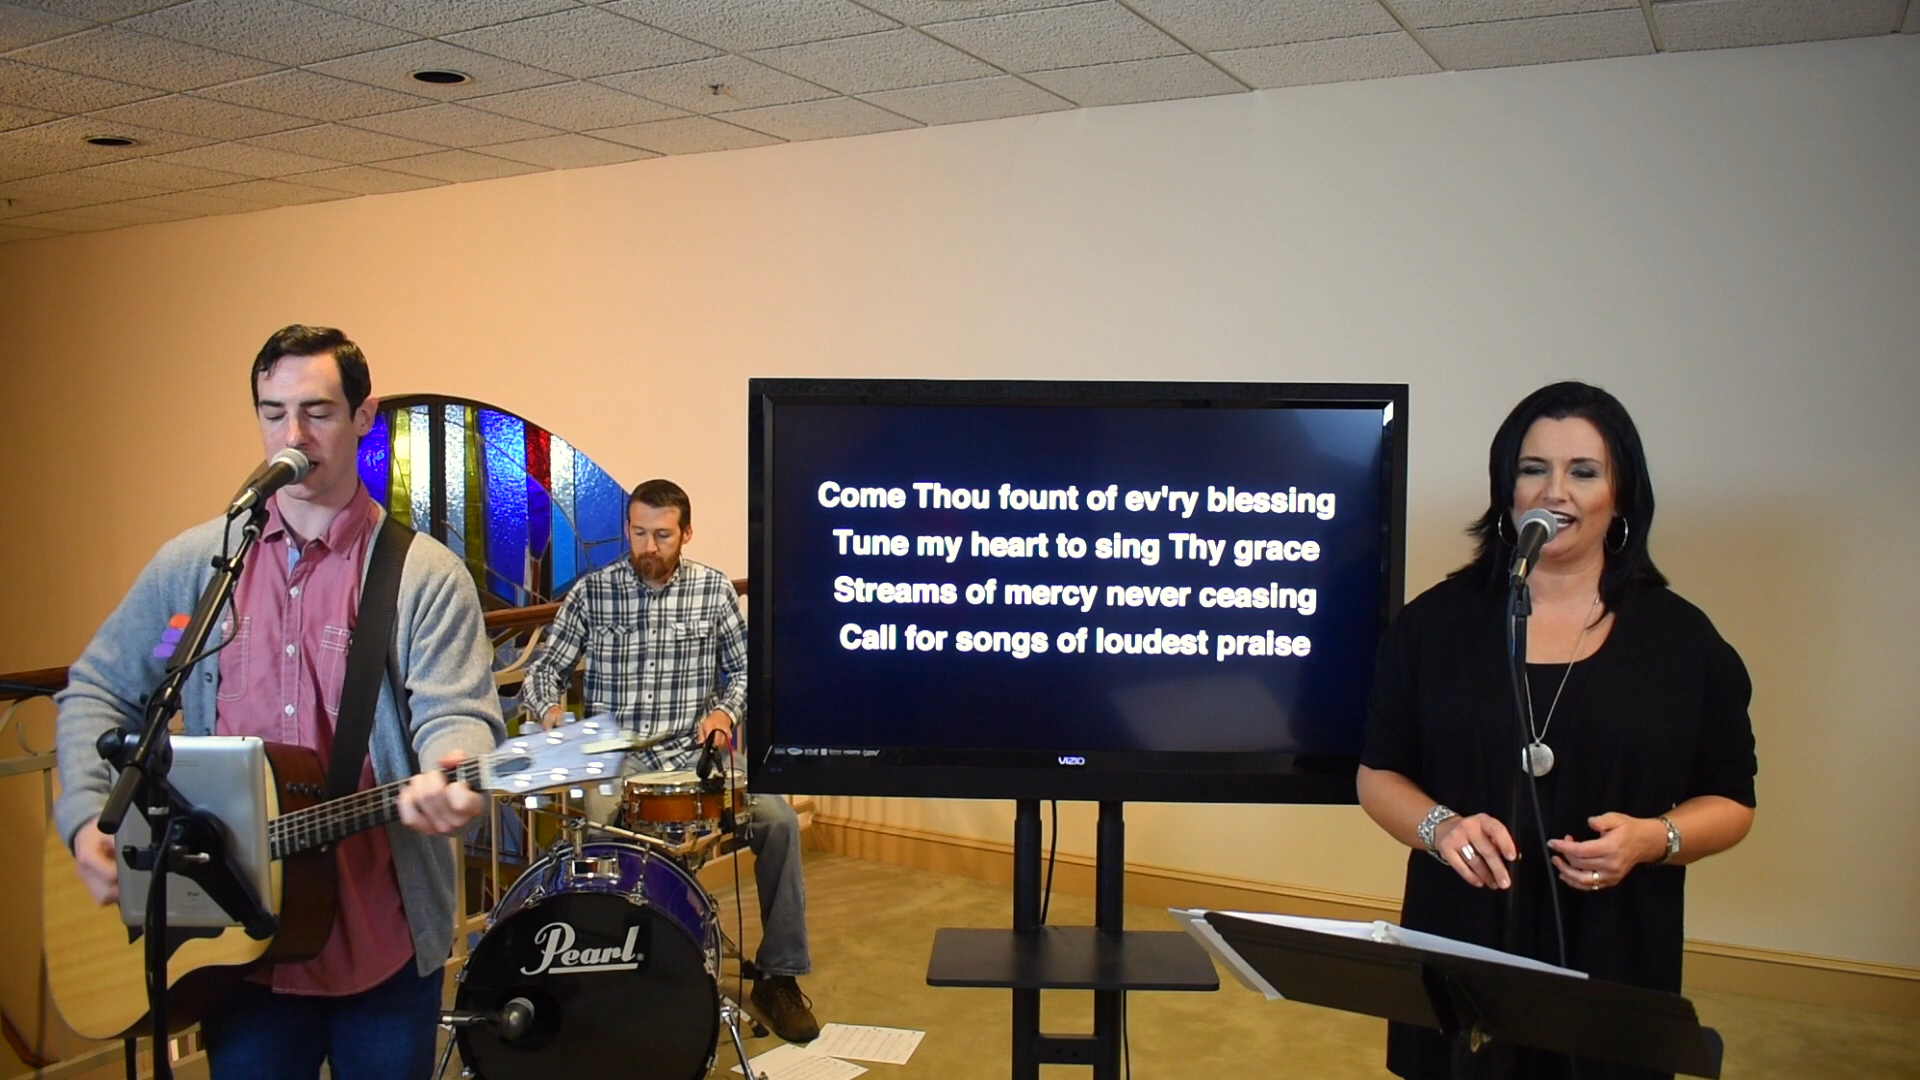 Come Thou fount of ev'ry blessing
Tune my heart to sing Thy grace
Streams of mercy never ceasing
Call for songs of loudest praise
VIZIO
Pearl